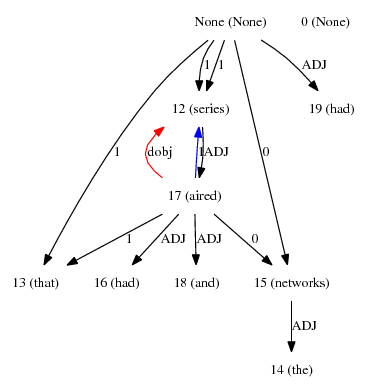 None (None) 0 (None)
1 1 ADJ
12 (series) 19 (had)
1 dobj 1ADJ 0
17 (aired)
1 ADJ ADJ 0
13 (that) 16 (had) 18 (and) 15 (networks)
ADJ
14 (the)